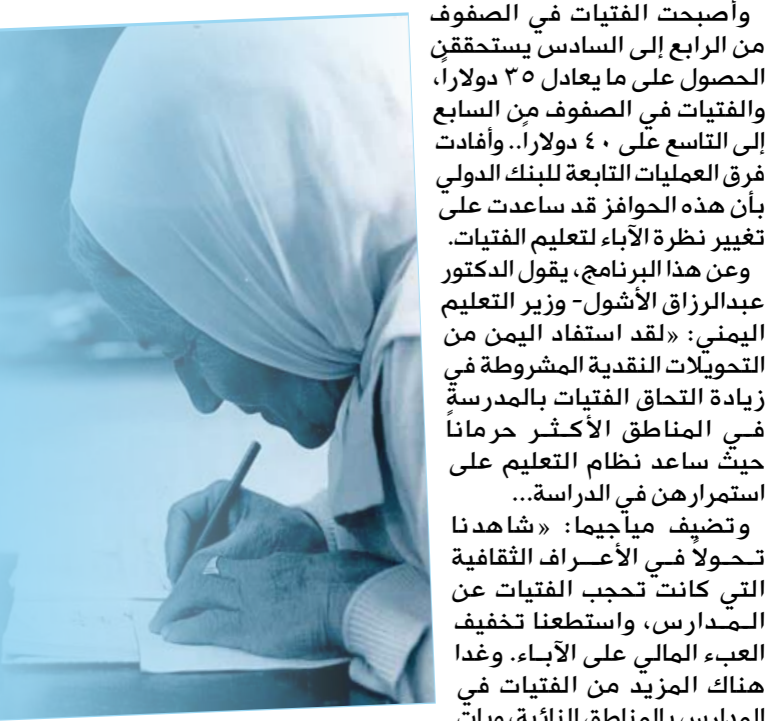 وأصبحت الفتيات في الصفوف
من الرابع إلى السادس يستحققن
الحصول على ما يعادل ٣٥ دولاراً،
والفتيات في الصفوف من السابع
إلى التاسع على ٤٠ دولاراً.. وأفادت
فرق العمليات التابعة للبنك الدولي
بأن هذه الحوافز قد ساعدت على
تغيير نظرة الآباء لتعليم الفتيات.
وعن هذا البرنامج، يقول الدكتور
عبدالرزاق الأشول- وزير التعليم
اليمني: «لقد استفاد اليمن من
التحويلات النقدية المشروطة في
زيادة التحاق الفتيات بالمدرسة
في المناطق الأكثر حرماناً
حيث ساعد نظام التعليم على
استمرارهن في الدراسة...
وتضيف مياجيما: «شاهدنا
تحولاً في الأعراف الثقافية
التي كانت تحجب الفتيات عن
المدارس، واستطعنا تخفيف
العبء المالي على الآباء. وغدا
هناك المزيد من الفتيات في
المدارس بالمناطق النائية، وبات